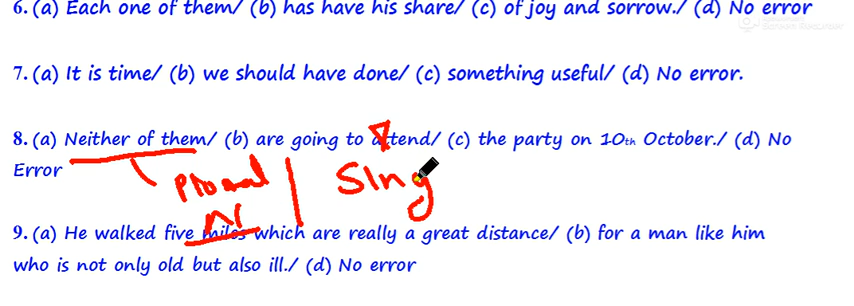 6. (a) Each one of them/ (b) has have his share/ (c) of joy and sorrow./ (d) No error
7. (a) It is time/ (b) we should have done/ (c) something useful/ (d) No error.
8. (a) Neither of them/ (b) are going to attend/ (c) the party on 10th October./ (d) No
Error
Sing
9. (a) He walked five miles which are really a great distance/ (b) for a man like him
who is not only old but also ill./ (d) No error